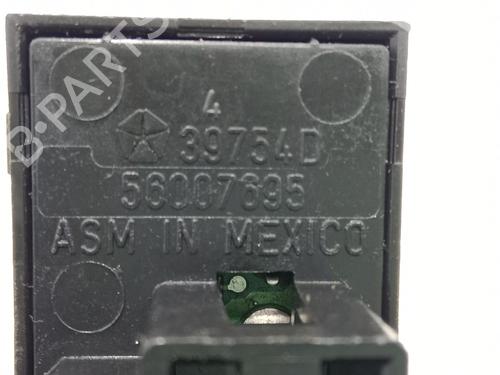 B-PARTS
4
39754D
56007695
ASM IN MEXICO